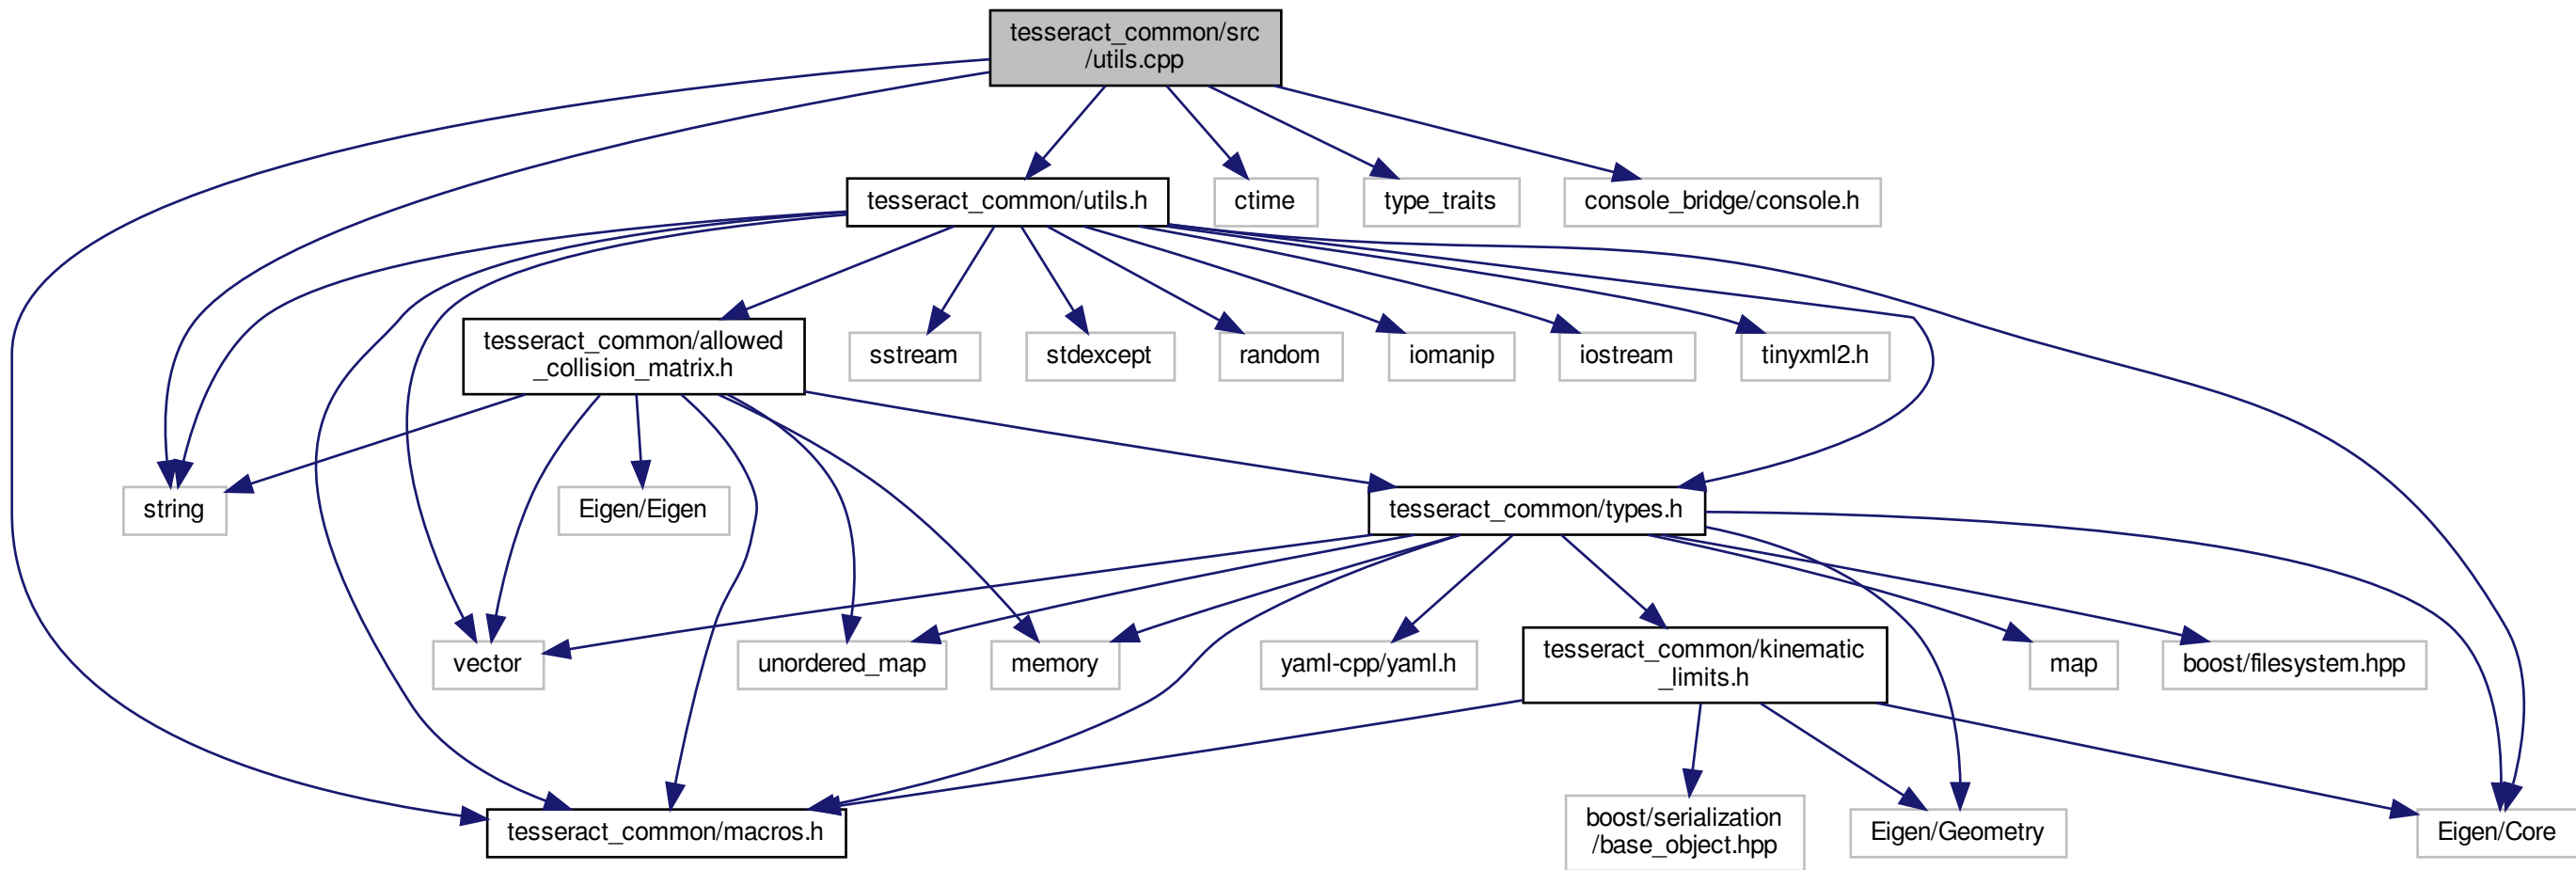 tesseract_common/src
/utils.cpp
tesseract_common/utils.h
ctime
type_traits
console_bridge/console.h
tesseract_common/allowed
_collision_matrix.h
sstream
stdexcept
random
iomanip
iostream
tinyxml2.h
string
Eigen/Eigen
tesseract_common/types.h
vector
unordered_map
memory
yaml-cpp/yaml.h
tesseract_common/kinematic
_limits.h
map
boost/filesystem.hpp
tesseract_common/macros.h
boost/serialization
/base_object.hpp
Eigen/Geometry
Eigen/Core